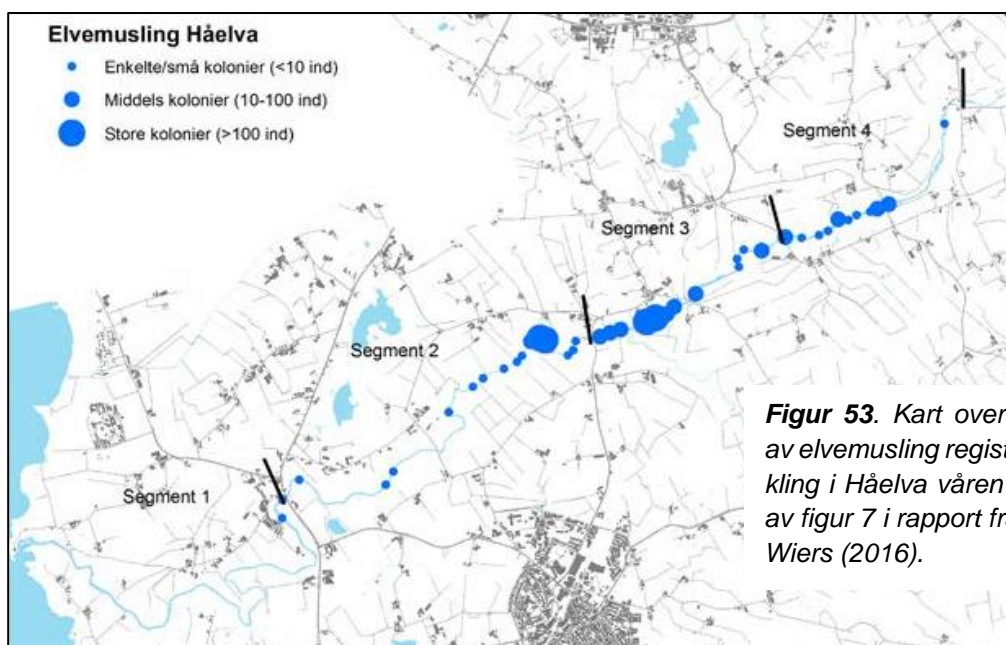 Elvemusling Håelva
Enkelte/små kolonier (<10 ind)
Middels kolonier (10-100 ind)
Store kolonier (>100 ind)
Segment 4
Segment 3
Segment 2
Segment 1
Figur 53. Kart over
av elvemusling regist
kling i Håelva våren
av figur 7 i rapport fr
Wiers (2016).